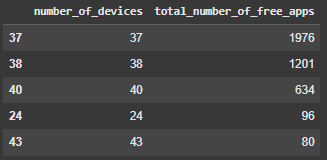 number_of_devices total_number_of_free_apps
37 37 1976
38 38 1201
40 40 634
24 24 96
43 43 80